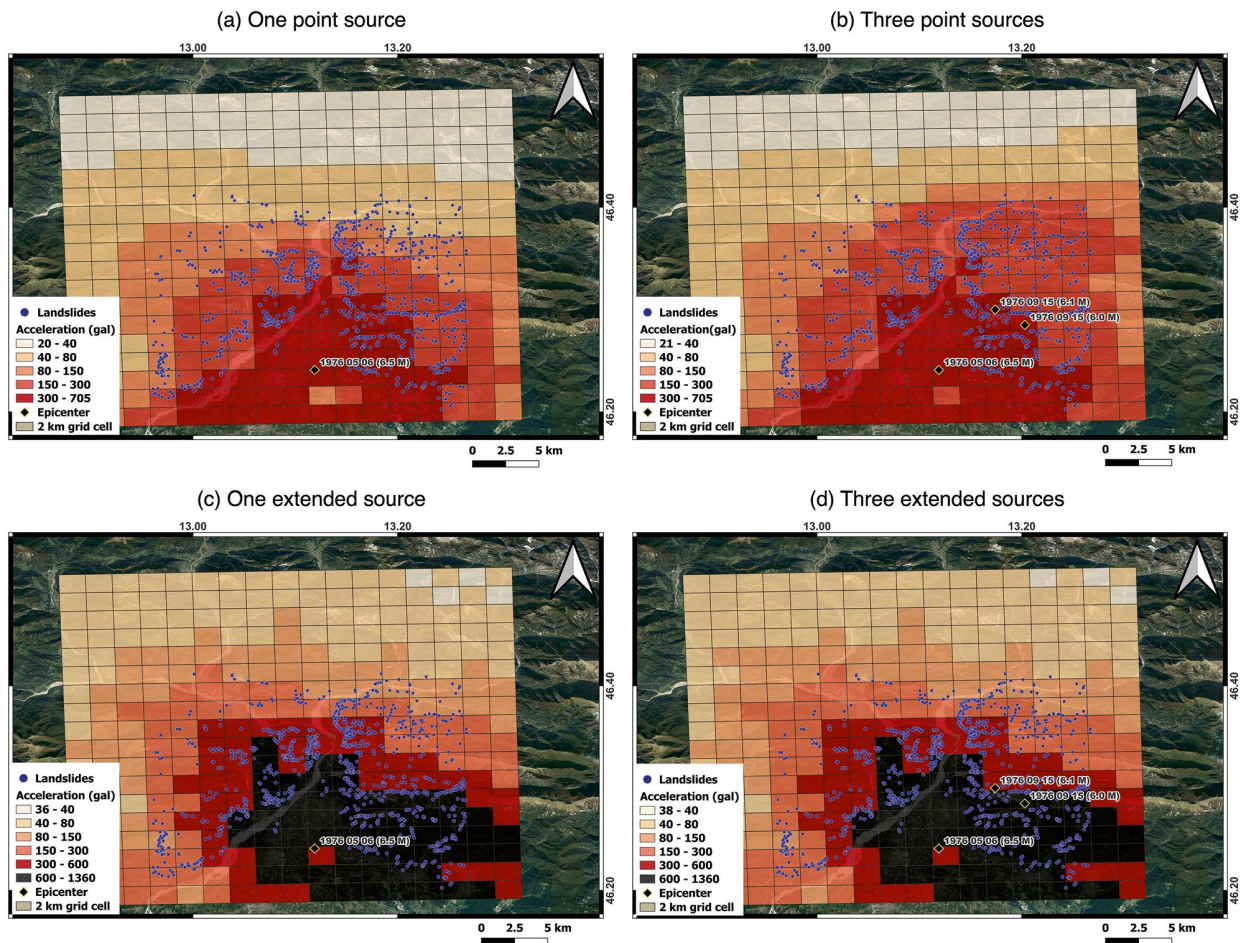 (a) One point source
13.00
13.20
46.40
46.20
1976 05 06 (6.5 M)
Landslides
Acceleration (gal)
20 - 40
40 - 80
80 - 150
150 - 300
300 - 705
Epicenter
2 km grid cell
0 2.5 5 km
(b) Three point sources
13.00
13.20
46.40
46.20
1976 09 15 (6.1 M)
1976 09 15 (6.0 M)
1976 05 06 (6.5 M)
Landslides
Acceleration(gal)
21 - 40
40 - 80
80 - 150
150 - 300
300 - 705
Epicenter
2 km grid cell
0 2.5 5 km
(c) One extended source
13.00
13.20
46.40
46.20
1976 05 06 (6.5 M)
Landslides
Acceleration (gal)
36 - 40
40 - 80
80 - 150
150 - 300
300 - 600
600 - 1360
Epicenter
2 km grid cell
0 2.5 5 km
(d) Three extended sources
13.00
13.20
46.40
46.20
1976 09 15 (6.1 M)
1976 09 15 (6.0 M)
1976 05 06 (6.5 M)
Landslides
Acceleration (gal)
38 - 40
40 - 80
80 - 150
150 - 300
300 - 600
600 - 1360
Epicenter
2 km grid cell
0 2.5 5 km